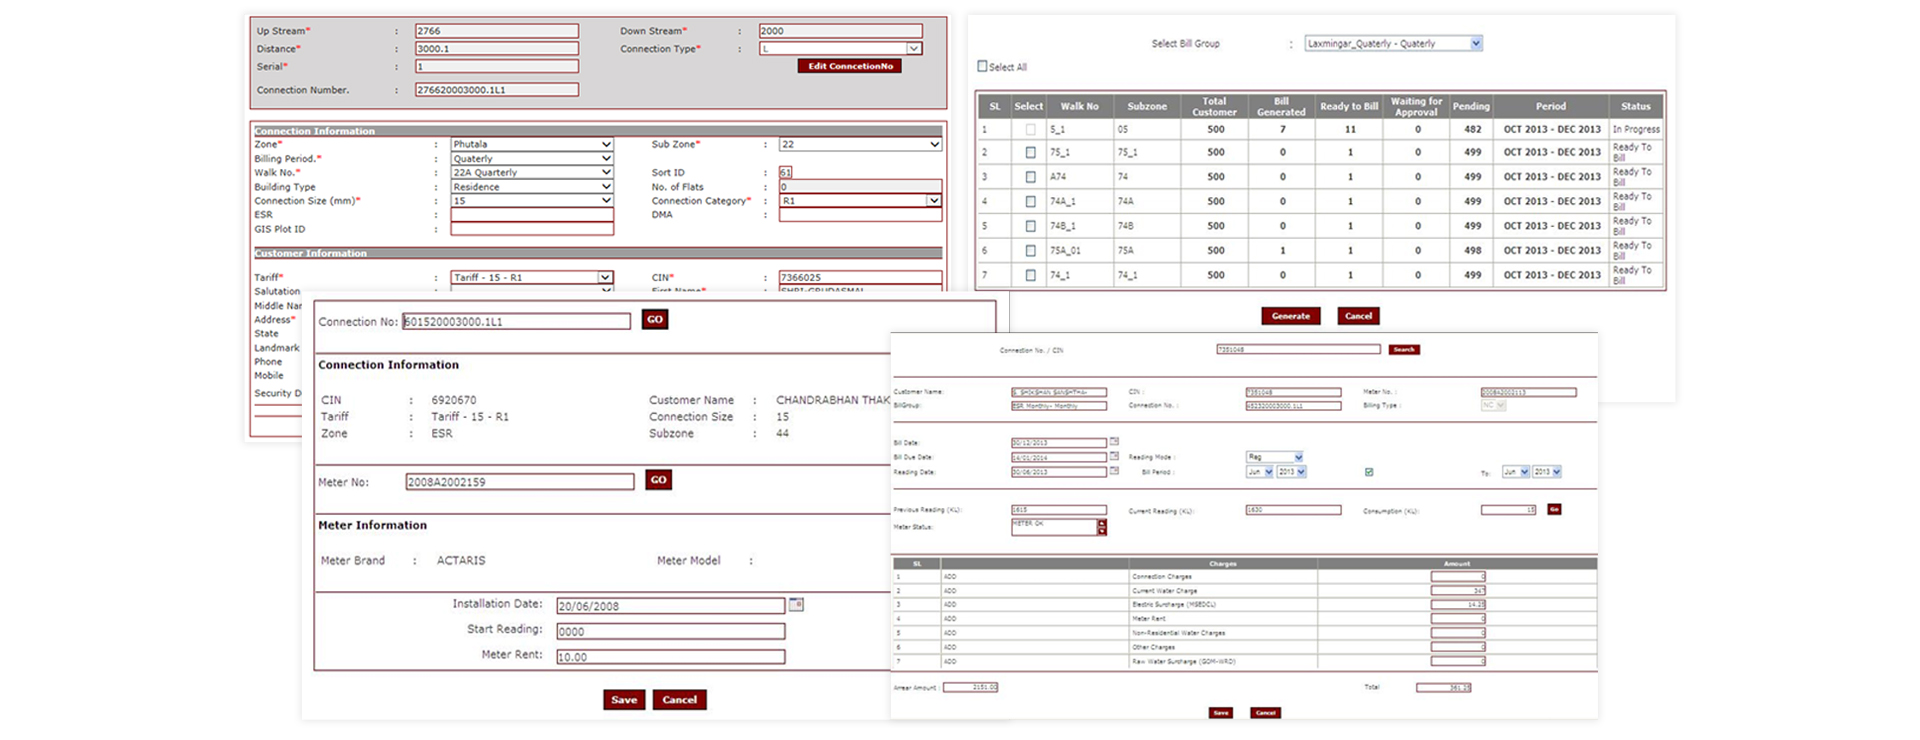 Up Stream* : 2766 Down Stream* : 2000
Distance* : 3000.1 Connection Type* : L
Serial* : 1 Edit ConncetionNo
Connection Number. : 276620003000.1L1
Connection Information
Zone* : Phutala Sub Zone* : 22
Billing Period.* : Quaterly
Walk No.* : 22A Quarterly Sort ID : 61
Building Type : Residence No. of Flats : 0
Connection Size (mm)* : 15 Connection Category* : R1
ESR : DMA :
GIS Plot ID :
Customer Information
Tariff* : Tariff - 15 - R1 CIN* : 7366025
Salutation
Address*
State
Landmark
Phone
Mobile
Security D
Select Bill Group : Laxmingar_Quaterly - Quaterly
Select All
SL Select Walk No Subzone Total Customer Bill Generated Ready to Bill Waiting for Approval Pending Period Status
1 5_1 05 500 7 11 0 482 OCT 2013 - DEC 2013 In Progress
2 75_1 75_1 500 0 1 0 499 OCT 2013 - DEC 2013 Ready To Bill
3 A74 74 500 0 1 0 499 OCT 2013 - DEC 2013 Ready To Bill
4 74A_1 74A 500 0 1 0 499 OCT 2013 - DEC 2013 Ready To Bill
5 74B_1 74B 500 0 1 0 499 OCT 2013 - DEC 2013 Ready To Bill
6 75A_01 75A 500 1 1 0 498 OCT 2013 - DEC 2013 Ready To Bill
7 74_1 74_1 500 0 1 0 499 OCT 2013 - DEC 2013 Ready To Bill
Generate Cancel
Connection No: 601520003000.1L1 GO
Connection Information
CIN : 6920670 Customer Name : CHANDRABHAN THAK
Tariff : Tariff - 15 - R1 Connection Size : 15
Zone : ESR Subzone : 44
Meter No: 2008A2002159 GO
Meter Information
Meter Brand : ACTARIS Meter Model :
Installation Date: 20/06/2008
Start Reading: 0000
Meter Rent: 10.00
Save Cancel
Connection No. / CIN 7351048 Search
Customer Name: S. SHIKSHAN SANSHTHA- CIN : 7351048 Meter No. : 2008A2002113
BillGroup: ESR Monthly- Monthly Connection No. : 452320003000.1L1 Billing Type : NC
Bill Date: 30/12/2013
Bill Due Date: 14/01/2014 Reading Mode : Reg
Reading Date: 30/06/2013 Bill Period : Jun 2013 To: Jun 2013
Previous Reading (KL): 1615 Current Reading (KL): 1630 Consumption (KL): 15 Go
Meter Status: METER OK
SL Charges Amount
1 ADD Connection Charges 0
2 ADD Current Water Charge 347
3 ADD Electric Surcharge (MSEDCL) 14.25
4 ADD Meter Rent 0
5 ADD Non-Residential Water Charges 0
6 ADD Other Charges 0
7 ADD Raw Water Surcharge (GOM-WRD) 0
Arrear Amount : 2151.00 Total 361.25
Save Cancel